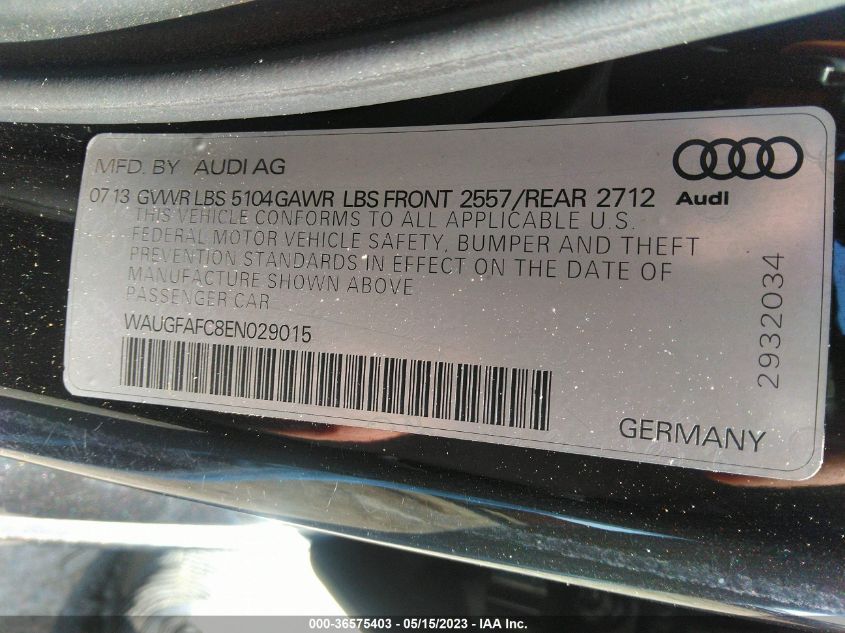 MFD. BY AUDI AG
07 13 GVWR LBS 5104 GAWR LBS FRONT 2557/REAR 2712
THIS VEHICLE CONFORMS TO ALL APPLICABLE U.S.
FEDERAL MOTOR VEHICLE SAFETY, BUMPER AND THEFT
PREVENTION STANDARDS IN EFFECT ON THE DATE OF
MANUFACTURE SHOWN ABOVE
PASSENGER CAR
WAUGFAFC8EN029015
Audi
2932034
GERMANY
000-36575403 - 05/15/2023 - IAA Inc.